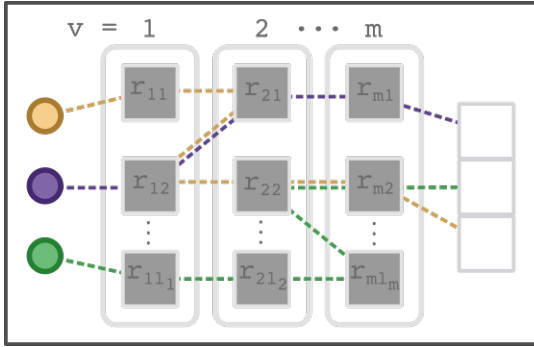 v = 1 2 ··· m
r₁₁ r₂₁ rₘ₁
r₁₂ r₂₂ rₘ₂
⋮ ⋮ ⋮
r₁ₗ₁ r₂ₗ₂ rₘₗₘ